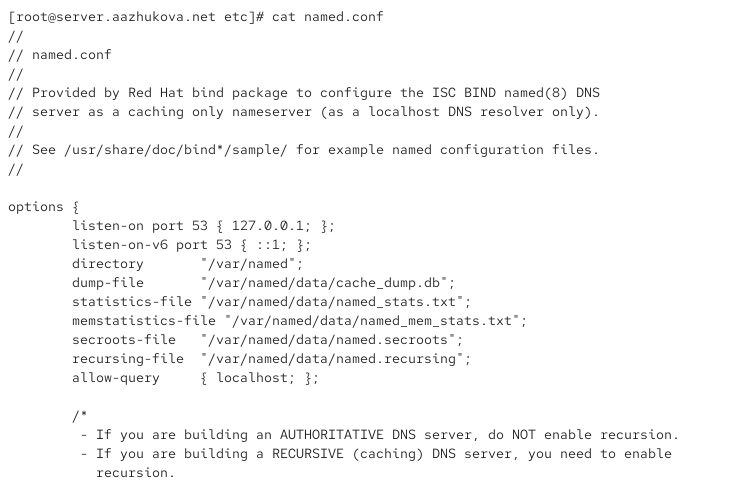 [root@server.aazhukova.net etc]# cat named.conf
//
// named.conf
//
// Provided by Red Hat bind package to configure the ISC BIND named(8) DNS
// server as a caching only nameserver (as a localhost DNS resolver only).
//
// See /usr/share/doc/bind*/sample/ for example named configuration files.
//

options {
        listen-on port 53 { 127.0.0.1; };
        listen-on-v6 port 53 { ::1; };
        directory       "/var/named";
        dump-file       "/var/named/data/cache_dump.db";
        statistics-file "/var/named/data/named_stats.txt";
        memstatistics-file "/var/named/data/named_mem_stats.txt";
        secroots-file   "/var/named/data/named.secroots";
        recursing-file  "/var/named/data/named.recursing";
        allow-query     { localhost; };

        /*
         - If you are building an AUTHORITATIVE DNS server, do NOT enable recursion.
         - If you are building a RECURSIVE (caching) DNS server, you need to enable
           recursion.